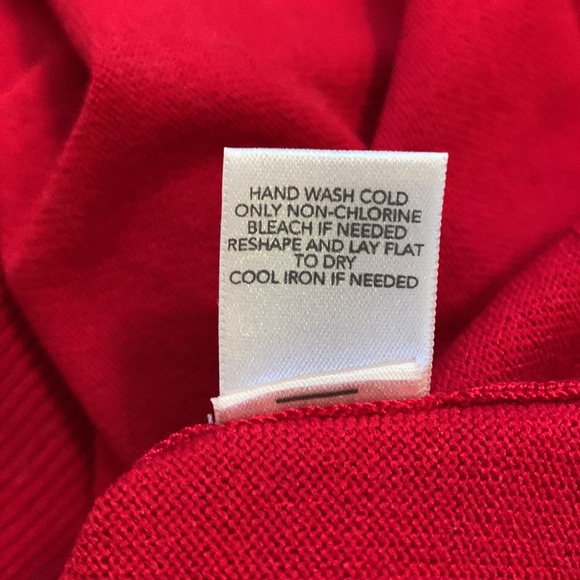 HAND WASH COLD
ONLY NON-CHLORINE
BLEACH IF NEEDED
RESHAPE AND LAY FLAT
TO DRY
COOL IRON IF NEEDED